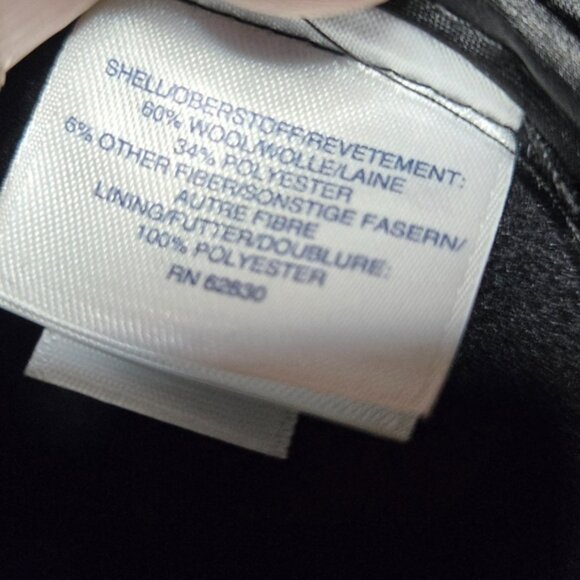 SHELL/OBERSTOFF/REVETEMENT:
60% WOOL/WOLLE/LAINE
34% POLYESTER
6% OTHER FIBER/SONSTIGE FASERN/
AUTRE FIBRE
LINING/FUTTER/DOUBLURE:
100% POLYESTER
RN 62630